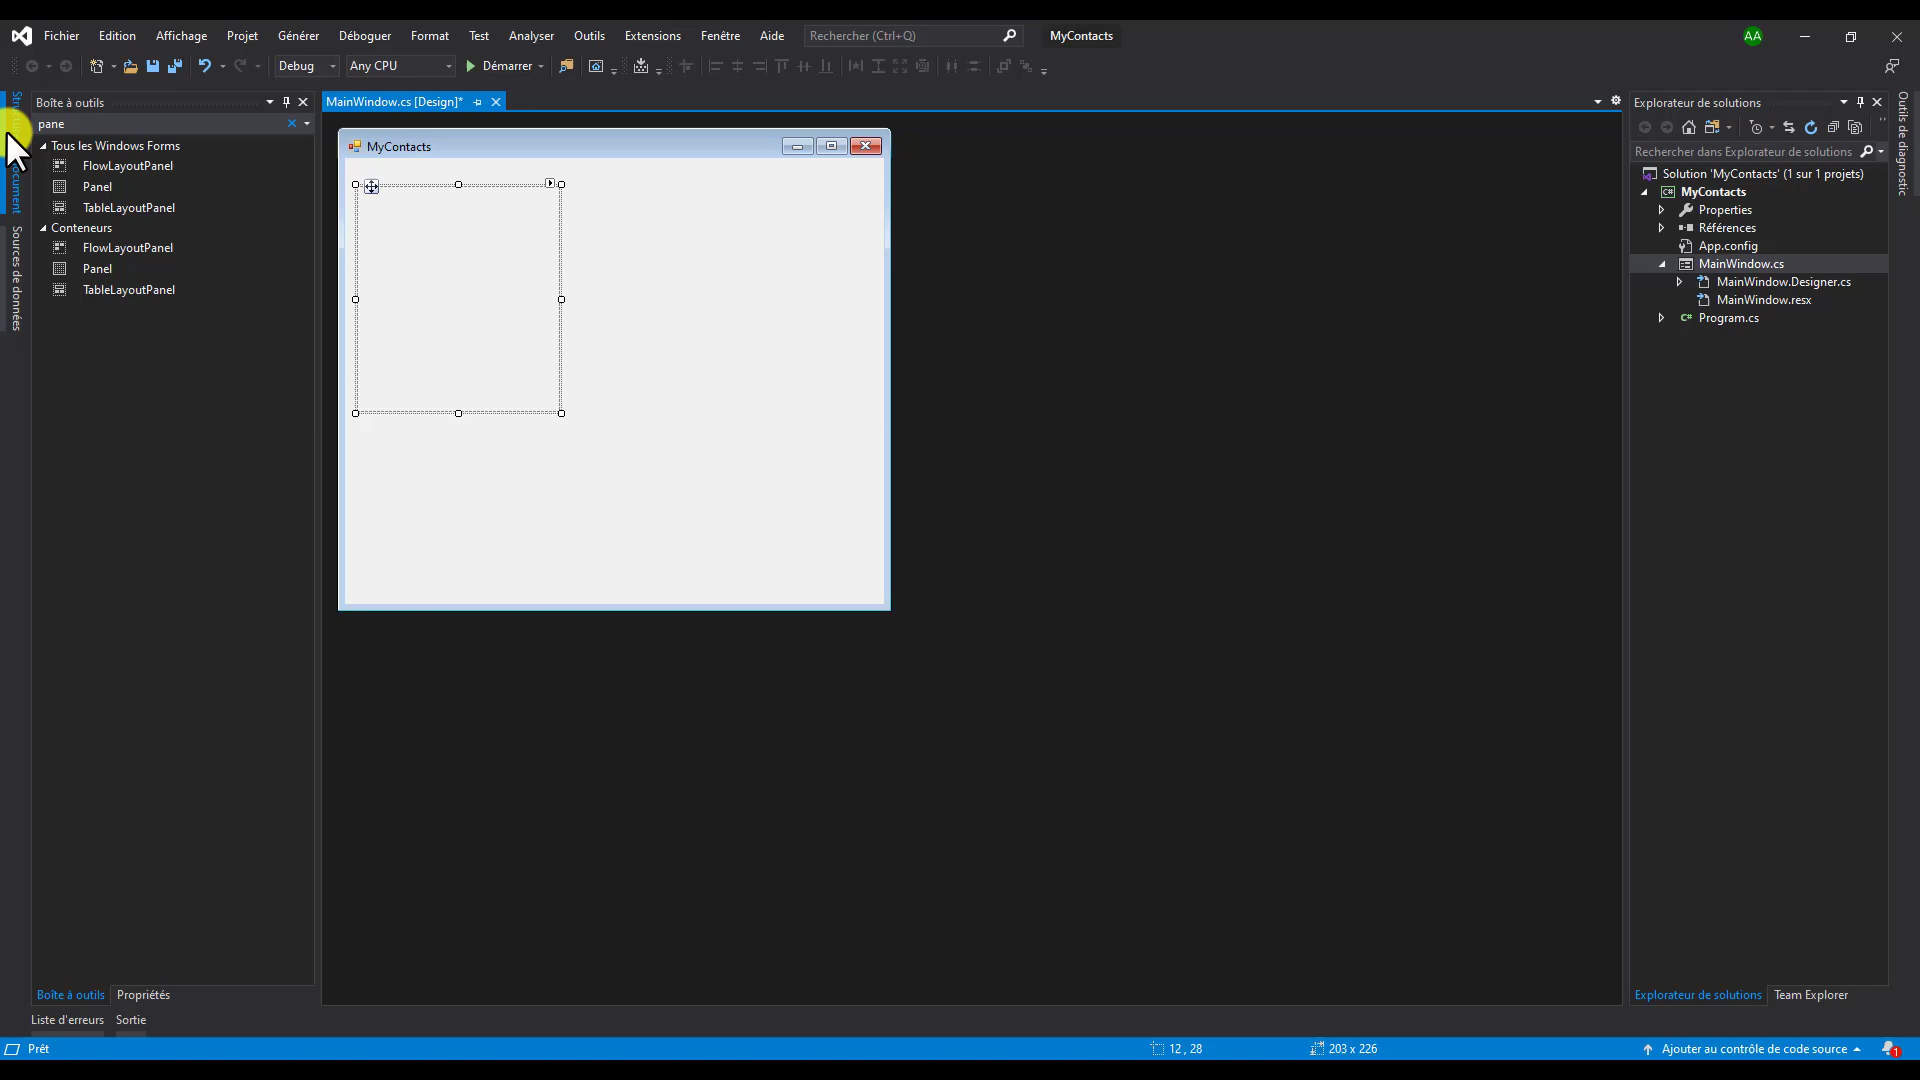 Fichier Edition Affichage Projet Générer Déboguer Format Test Analyser Outils Extensions Fenêtre Aide Rechercher (Ctrl+Q) MyContacts AA
Debug Any CPU Démarrer
Boîte à outils
pane
Tous les Windows Forms
FlowLayoutPanel
Panel
TableLayoutPanel
Conteneurs
FlowLayoutPanel
Panel
TableLayoutPanel
Sources de données
Boîte à outils Propriétés
MainWindow.cs [Design]*
MyContacts
Explorateur de solutions
Rechercher dans Explorateur de solutions
Solution 'MyContacts' (1 sur 1 projets)
MyContacts
Properties
Références
App.config
MainWindow.cs
MainWindow.Designer.cs
MainWindow.resx
Program.cs
Outils de diagnostic
Explorateur de solutions Team Explorer
Liste d'erreurs Sortie
Prêt 12 , 28 203 x 226 Ajouter au contrôle de code source 1